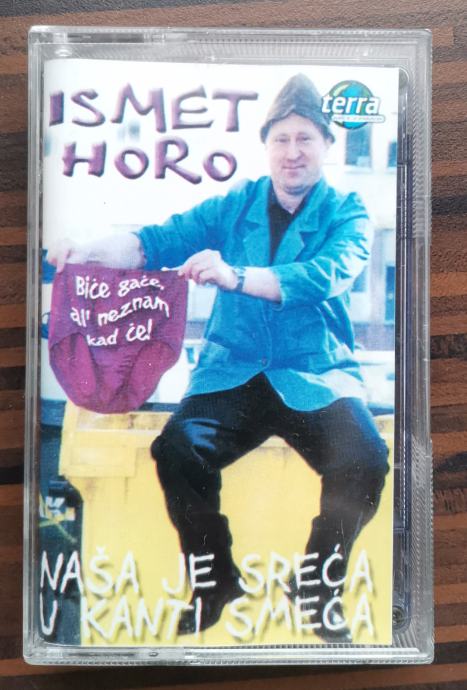 ISMET
HORO
terra
Biće gaće,
al' neznam
kad će!
NAŠA JE SREĆA
U KANTI SMEĆA